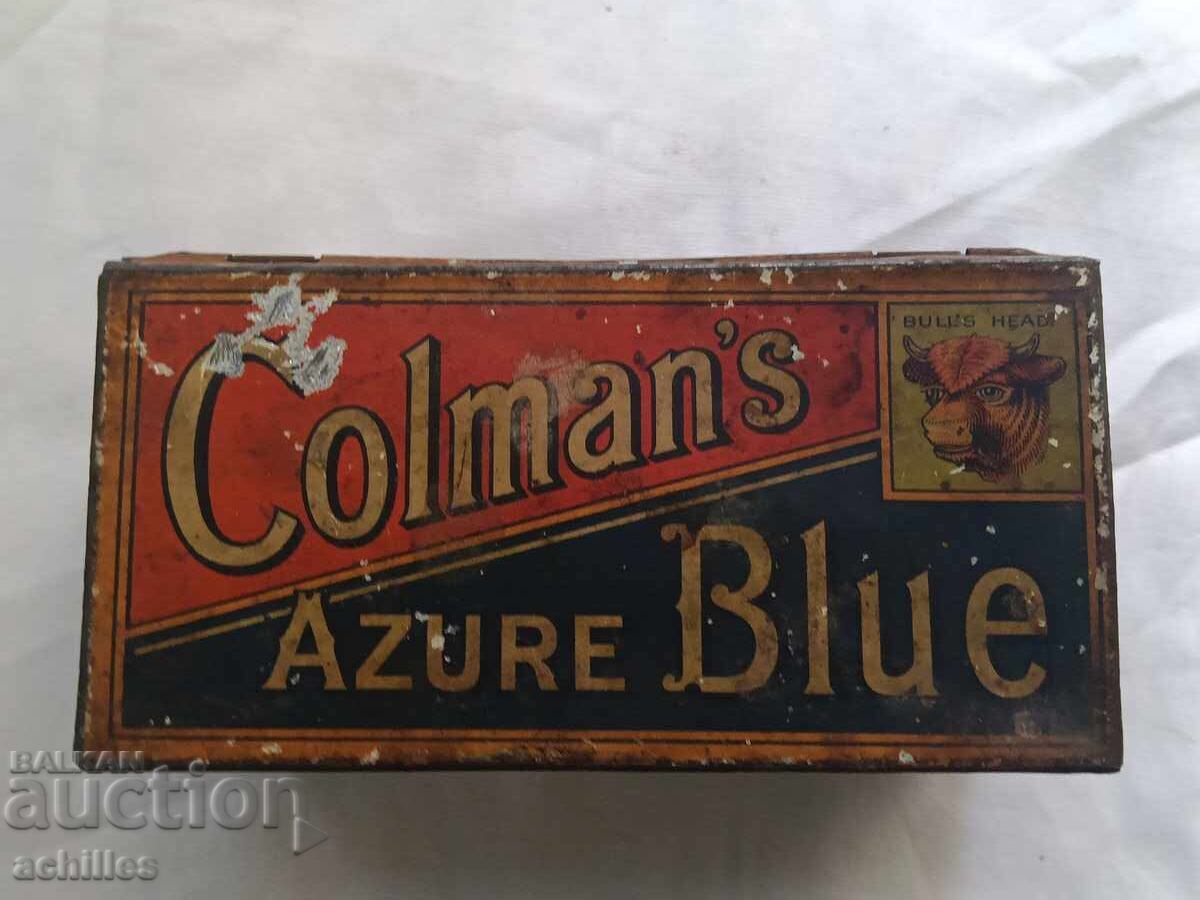 Colman's
BULL'S HEAD
AZURE Blue
BALKAN
auction
achilles